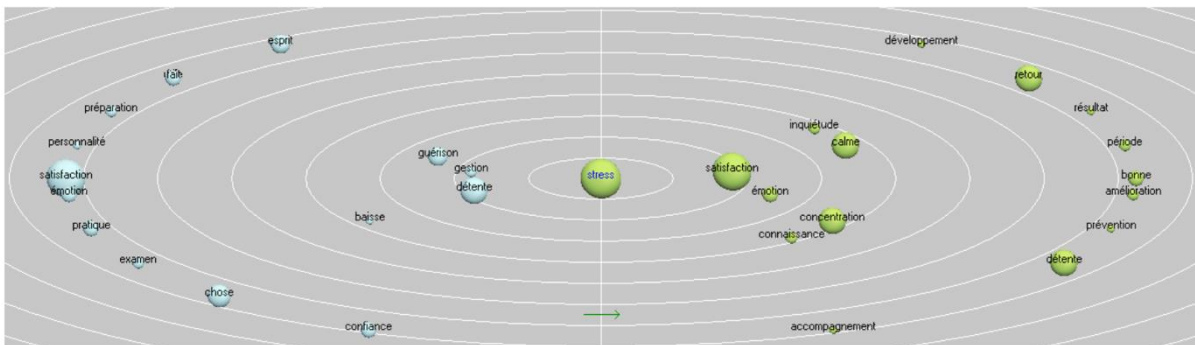 esprit
développement
faite
retour
préparation
résultat
inquiétude
personnalité
calme
période
guérison
gestion
satisfaction
stress
satisfaction
bonne
émotion
détente
émotion
amélioration
baisse
concentration
pratique
connaissance
prévention
examen
détente
chose
confiance
accompagnement